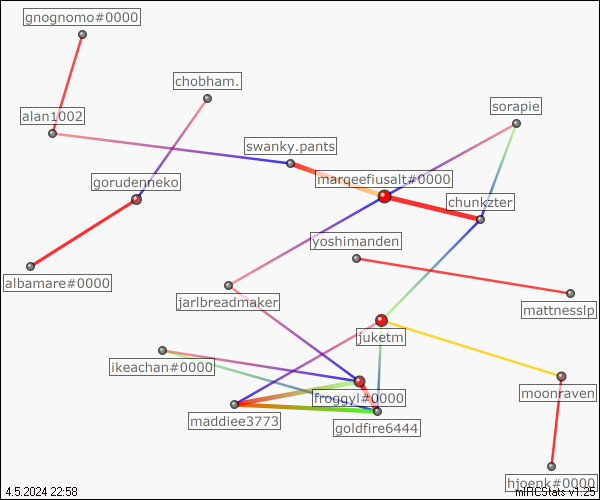 gnognomo#0000
chobham.
sorapie
alan1002
swanky.pants
gorudenneko
marqeefiusalt#0000
chunkzter
yoshimanden
albamare#0000
jarlbreadmaker
mattnesslp
juketm
ikeachan#0000
froggyl#0000
moonraven
maddiee3773
goldfire6444
hjoenk#0000
4.5.2024 22:58
mIRCStats v1.25